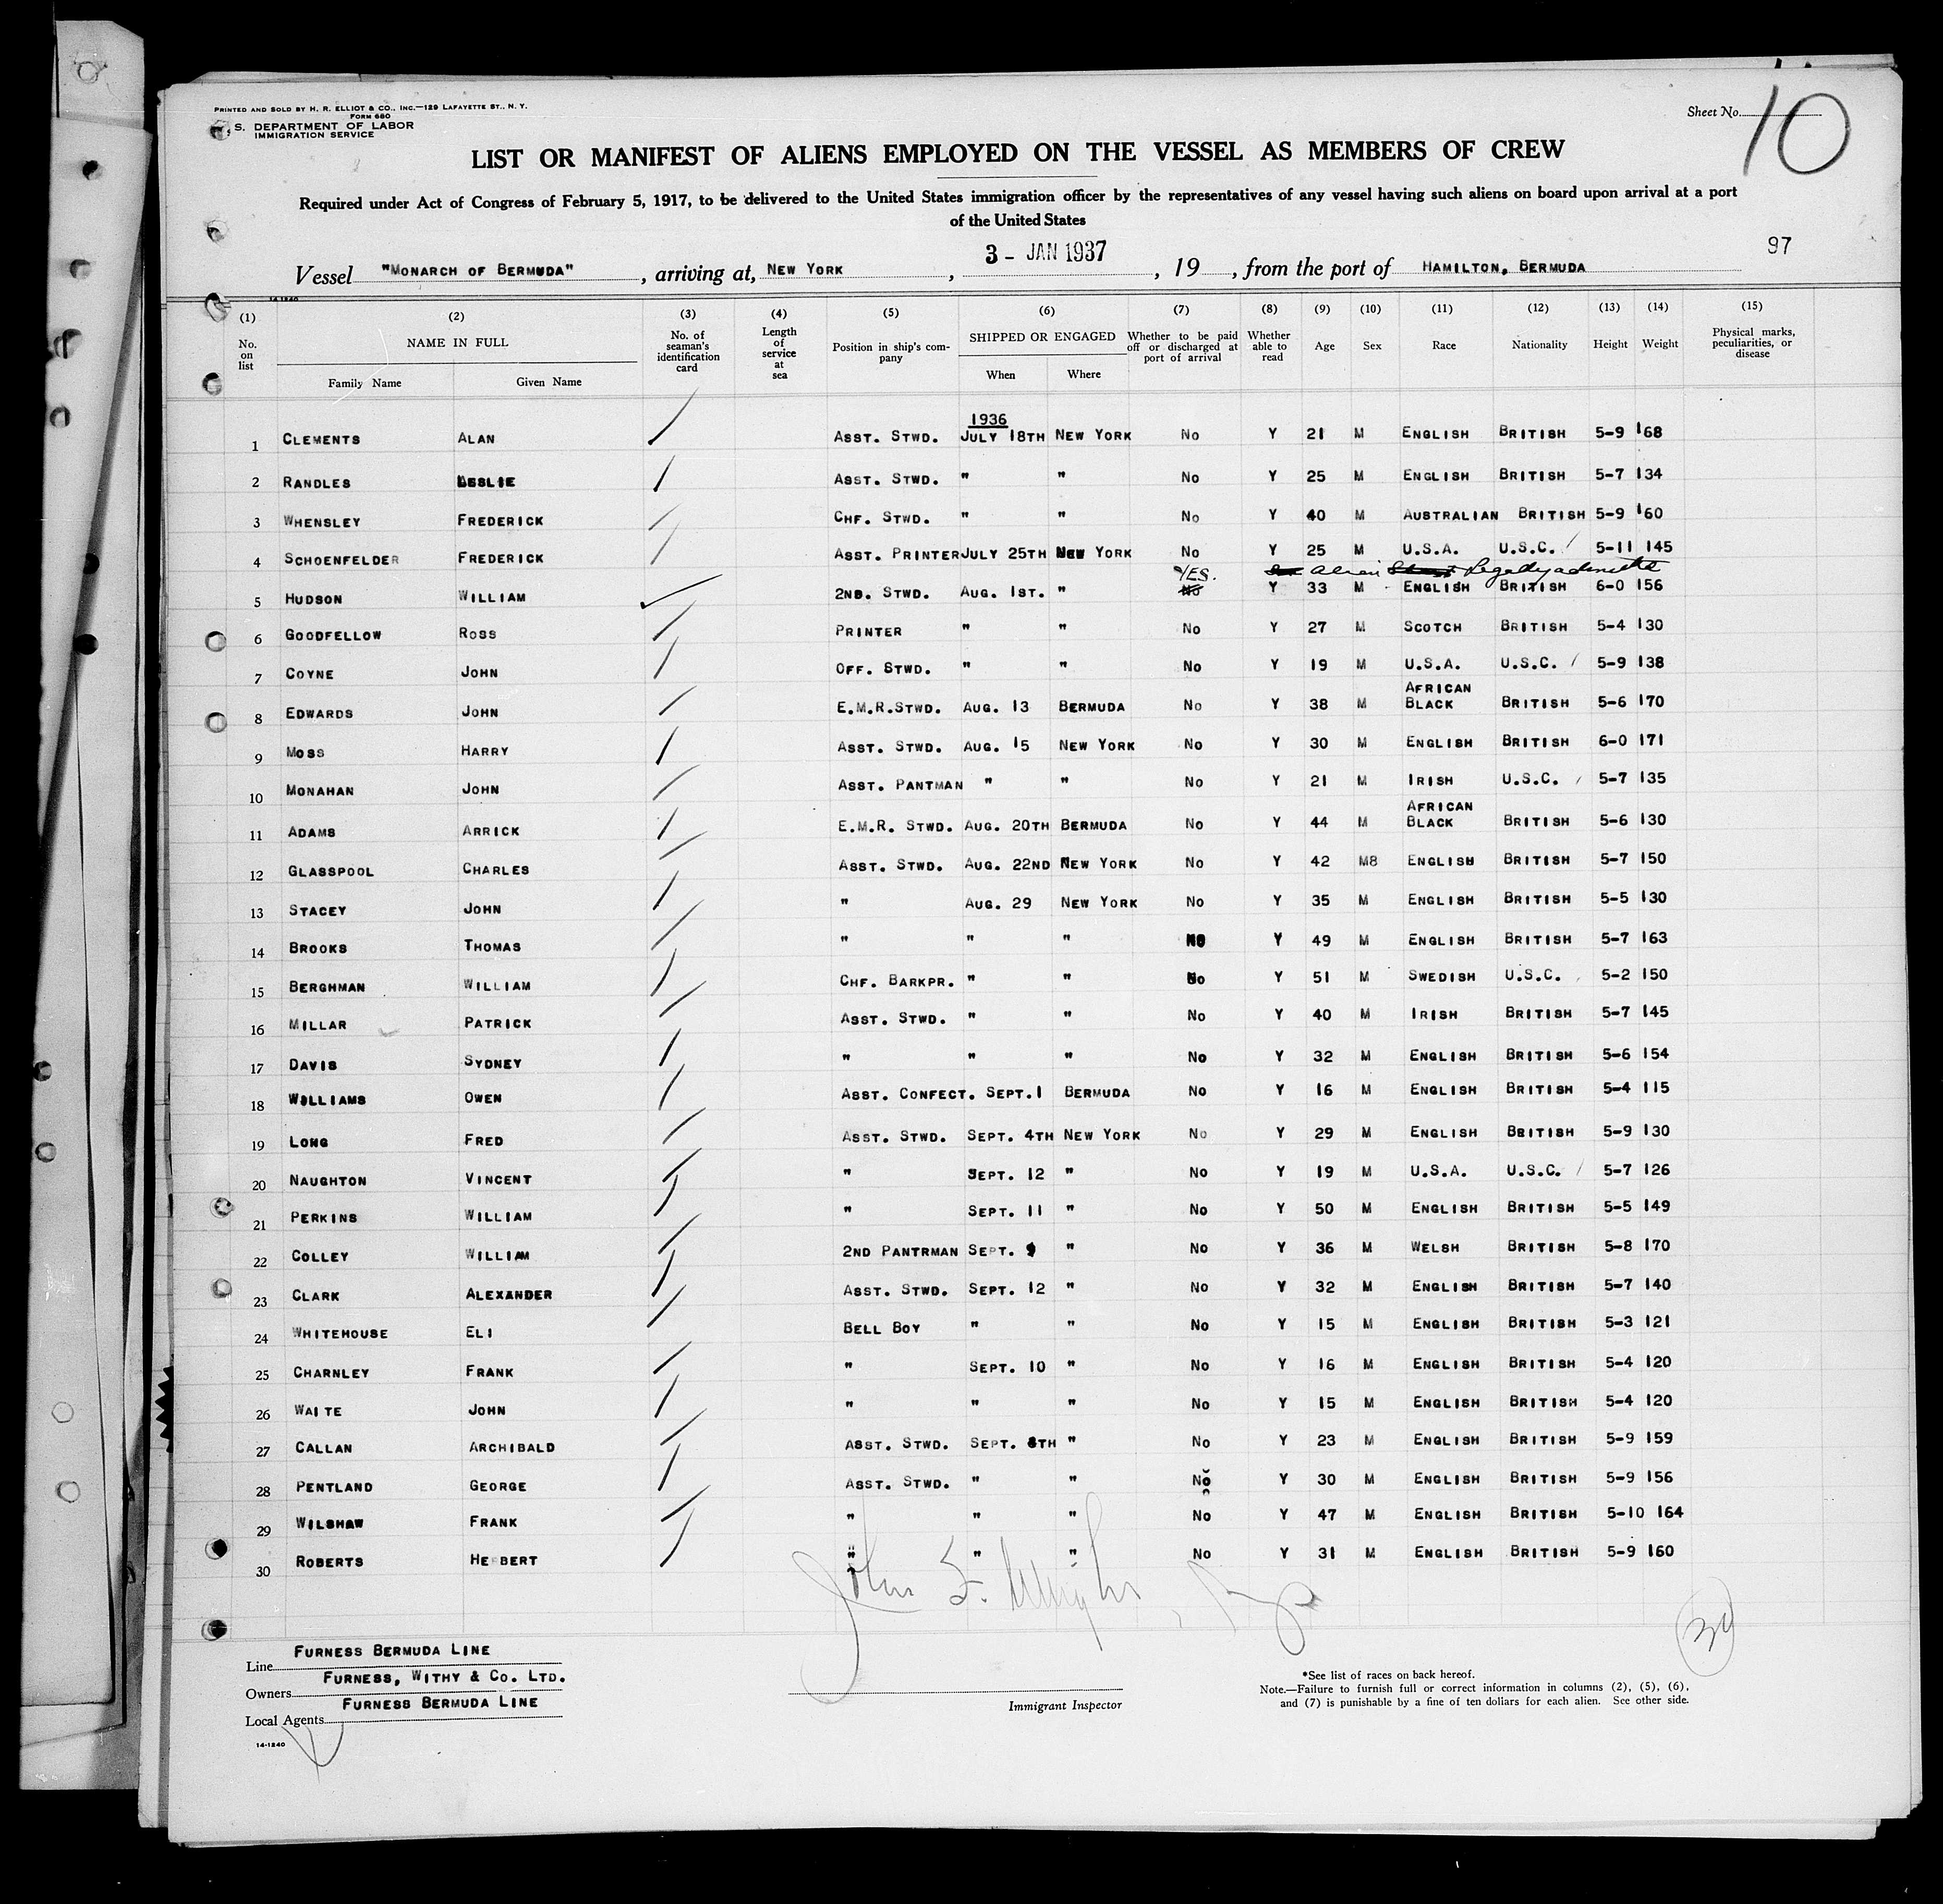 PRINTED AND SOLD BY H. R. ELLIOT & CO., INC.—129 LAFAYETTE ST., N. Y.
FORM 680
S. DEPARTMENT OF LABOR
IMMIGRATION SERVICE
Sheet No. 10
LIST OR MANIFEST OF ALIENS EMPLOYED ON THE VESSEL AS MEMBERS OF CREW
Required under Act of Congress of February 5, 1917, to be delivered to the United States immigration officer by the representatives of any vessel having such aliens on board upon arrival at a port
of the United States
97
Vessel "MONARCH OF BERMUDA", arriving at, NEW YORK, 3 - JAN 1937, 19, from the port of HAMILTON, BERMUDA
14-1240
(1) (2) (3) (4) (5) (6) (7) (8) (9) (10) (11) (12) (13) (14) (15)
No. on list NAME IN FULL Family Name Given Name No. of seaman's identification card Length of service at sea Position in ship's company SHIPPED OR ENGAGED When Where Whether to be paid off or discharged at port of arrival Whether able to read Age Sex Race Nationality Height Weight Physical marks, peculiarities, or disease
1936
1 CLEMENTS ALAN ASST. STWD. JULY 18TH NEW YORK No Y 21 M ENGLISH BRITISH 5-9 168
2 RANDLES LESLIE ASST. STWD. " " No Y 25 M ENGLISH BRITISH 5-7 134
3 WHENSLEY FREDERICK CHF. STWD. " " No Y 40 M AUSTRALIAN BRITISH 5-9 160
4 SCHOENFELDER FREDERICK ASST. PRINTER JULY 25TH NEW YORK No Y 25 M U.S.A. U.S.C. 5-11 145
YES. alien Legally admitted
5 HUDSON WILLIAM 2ND. STWD. AUG. 1ST. " No Y 33 M ENGLISH BRITISH 6-0 156
6 GOODFELLOW ROSS PRINTER " " No Y 27 M SCOTCH BRITISH 5-4 130
7 COYNE JOHN OFF. STWD. " " No Y 19 M U.S.A. U.S.C. 5-9 138
8 EDWARDS JOHN E.M.R.STWD. AUG. 13 BERMUDA No Y 38 M AFRICAN BLACK BRITISH 5-6 170
9 MOSS HARRY ASST. STWD. AUG. 15 NEW YORK No Y 30 M ENGLISH BRITISH 6-0 171
10 MONAHAN JOHN ASST. PANTMAN " " No Y 21 M IRISH U.S.C. 5-7 135
11 ADAMS ARRICK E.M.R. STWD. AUG. 20TH BERMUDA No Y 44 M AFRICAN BLACK BRITISH 5-6 130
12 GLASSPOOL CHARLES ASST. STWD. AUG. 22ND NEW YORK No Y 42 M8 ENGLISH BRITISH 5-7 150
13 STACEY JOHN " AUG. 29 NEW YORK No Y 35 M ENGLISH BRITISH 5-5 130
14 BROOKS THOMAS " " " NO Y 49 M ENGLISH BRITISH 5-7 163
15 BERGHMAN WILLIAM CHF. BARKPR. " " No Y 51 M SWEDISH U.S.C. 5-2 150
16 MILLAR PATRICK ASST. STWD. " " No Y 40 M IRISH BRITISH 5-7 145
17 DAVIS SYDNEY " " " No Y 32 M ENGLISH BRITISH 5-6 154
18 WILLIAMS OWEN ASST. CONFECT. SEPT.1 BERMUDA No Y 16 M ENGLISH BRITISH 5-4 115
19 LONG FRED ASST. STWD. SEPT. 4TH NEW YORK No Y 29 M ENGLISH BRITISH 5-9 130
20 NAUGHTON VINCENT " SEPT. 12 " No Y 19 M U.S.A. U.S.C. 5-7 126
21 PERKINS WILLIAM " SEPT. 11 " No Y 50 M ENGLISH BRITISH 5-5 149
22 COLLEY WILLIAM 2ND PANTRMAN SEPT. 9 " No Y 36 M WELSH BRITISH 5-8 170
23 CLARK ALEXANDER ASST. STWD. SEPT. 12 " No Y 32 M ENGLISH BRITISH 5-7 140
24 WHITEHOUSE ELI BELL BOY " " No Y 15 M ENGLISH BRITISH 5-3 121
25 CHARNLEY FRANK " SEPT. 10 " No Y 16 M ENGLISH BRITISH 5-4 120
26 WAITE JOHN " " " No Y 15 M ENGLISH BRITISH 5-4 120
27 CALLAN ARCHIBALD ASST. STWD. SEPT. 8TH " No Y 23 M ENGLISH BRITISH 5-9 159
28 PENTLAND GEORGE ASST. STWD. " " No Y 30 M ENGLISH BRITISH 5-9 156
29 WILSHAW FRANK " " " No Y 47 M ENGLISH BRITISH 5-10 164
30 ROBERTS HERBERT " " " No Y 31 M ENGLISH BRITISH 5-9 160
John
30
Line FURNESS BERMUDA LINE
Owners FURNESS, WITHY & CO. LTD.
Local Agents FURNESS BERMUDA LINE
14-1240
Immigrant Inspector
*See list of races on back hereof.
Note.—Failure to furnish full or correct information in columns (2), (5), (6),
and (7) is punishable by a fine of ten dollars for each alien. See other side.